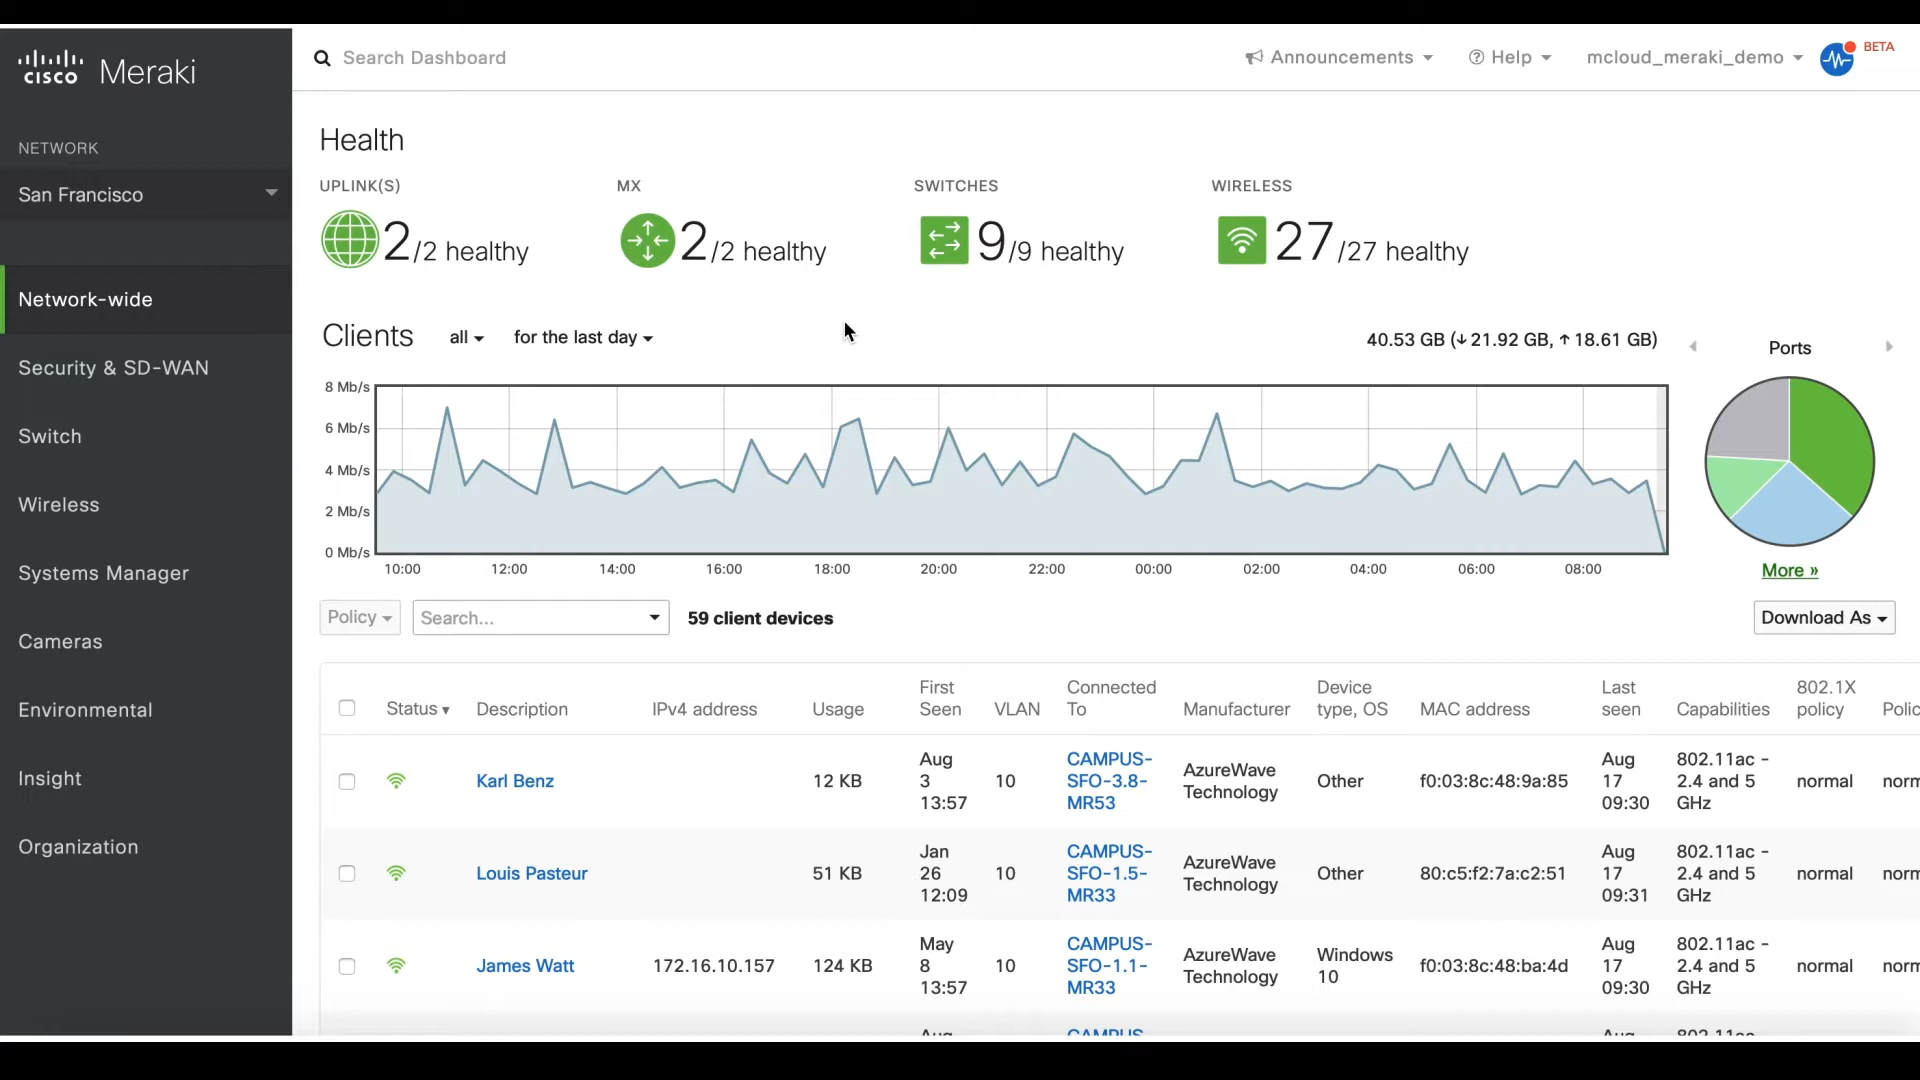 cisco Meraki
Search Dashboard
Announcements
Help
mcloud_meraki_demo
BETA
NETWORK
San Francisco
Network-wide
Security & SD-WAN
Switch
Wireless
Systems Manager
Cameras
Environmental
Insight
Organization
Health
UPLINK(S)
2/2 healthy
MX
2/2 healthy
SWITCHES
9/9 healthy
WIRELESS
27/27 healthy
Clients all for the last day
40.53 GB (↓ 21.92 GB, ↑ 18.61 GB)
Ports
8 Mb/s
6 Mb/s
4 Mb/s
2 Mb/s
0 Mb/s
10:00 12:00 14:00 16:00 18:00 20:00 22:00 00:00 02:00 04:00 06:00 08:00
More »
Policy
Search...
59 client devices
Download As
Status
Description
IPv4 address
Usage
First
Seen
VLAN
Connected
To
Manufacturer
Device
type, OS
MAC address
Last
seen
Capabilities
802.1X
policy
Polic
Karl Benz
12 KB
Aug
3
13:57
10
CAMPUS-
SFO-3.8-
MR53
AzureWave
Technology
Other
f0:03:8c:48:9a:85
Aug
17
09:30
802.11ac -
2.4 and 5
GHz
normal
norm
Louis Pasteur
51 KB
Jan
26
12:09
10
CAMPUS-
SFO-1.5-
MR33
AzureWave
Technology
Other
80:c5:f2:7a:c2:51
Aug
17
09:31
802.11ac -
2.4 and 5
GHz
normal
norm
James Watt
172.16.10.157
124 KB
May
8
13:57
10
CAMPUS-
SFO-1.1-
MR33
AzureWave
Technology
Windows
10
f0:03:8c:48:ba:4d
Aug
17
09:30
802.11ac -
2.4 and 5
GHz
normal
norm
Aug
CAMPUS
Aug
802.11ac